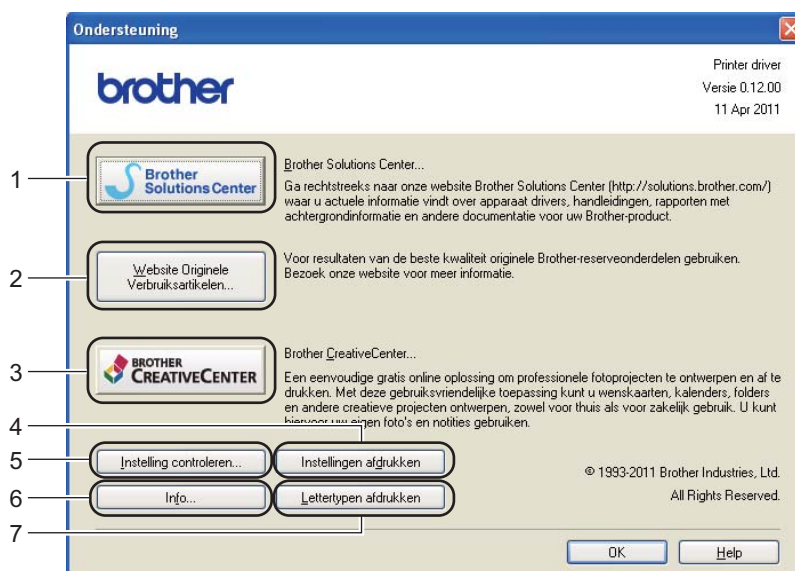 Ondersteuning
brother
Printer driver
Versie 0.12.00
11 Apr 2011
1
Brother
Solutions Center
Brother Solutions Center...
Ga rechtstreeks naar onze website Brother Solutions Center (http://solutions.brother.com/)
waar u actuele informatie vindt over apparaat drivers, handleidingen, rapporten met
achtergrondinformatie en andere documentatie voor uw Brother-product.
2
Website Originele
Verbruiksartikelen...
Voor resultaten van de beste kwaliteit originele Brother-reserveonderdelen gebruiken.
Bezoek onze website voor meer informatie.
3
BROTHER
CREATIVECENTER
Brother CreativeCenter...
Een eenvoudige gratis online oplossing om professionele fotoprojecten te ontwerpen en af te
drukken. Met deze gebruiksvriendelijke toepassing kunt u wenskaarten, kalenders, folders
en andere creatieve projecten ontwerpen, zowel voor thuis als voor zakelijk gebruik. U kunt
hiervoor uw eigen foto's en notities gebruiken.
4
5
Instelling controleren...
Instellingen afdrukken
© 1993-2011 Brother Industries, Ltd.
6
Info...
Lettertypen afdrukken
All Rights Reserved.
7
OK
Help